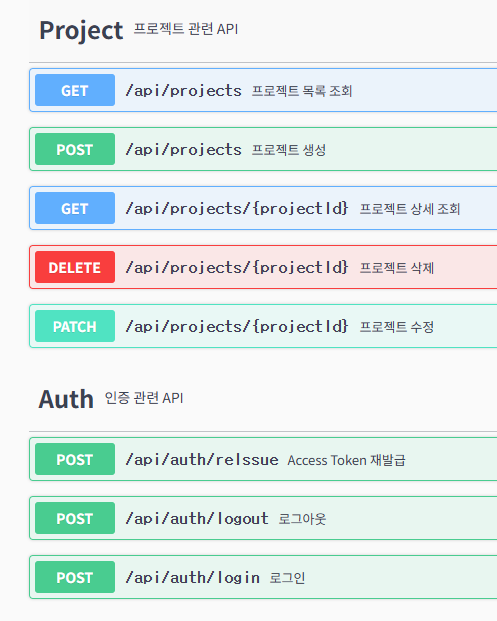 Project 프로젝트 관련 API
GET /api/projects 프로젝트 목록 조회
POST /api/projects 프로젝트 생성
GET /api/projects/{projectId} 프로젝트 상세 조회
DELETE /api/projects/{projectId} 프로젝트 삭제
PATCH /api/projects/{projectId} 프로젝트 수정
Auth 인증 관련 API
POST /api/auth/reissue Access Token 재발급
POST /api/auth/logout 로그아웃
POST /api/auth/login 로그인